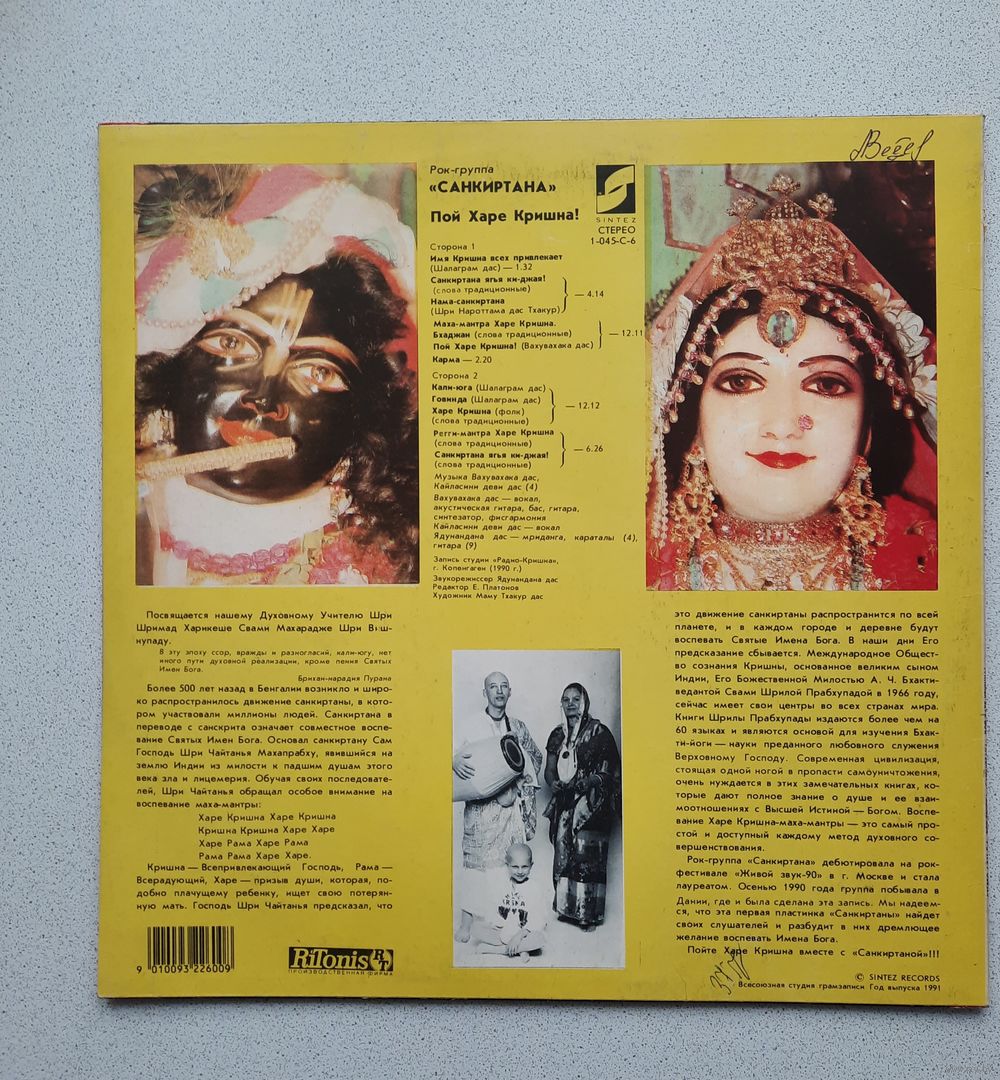 Рок-группа
«САНКИРТАНА»
Пой Харе Кришна!
SINTEZ
СТЕРЕО
1-045-С-6
Сторона 1
Имя Кришна всех привлекает
(Шалаграм дас) — 1.32
Санкиртана ягья ки-джая!
(слова традиционные)
— 4.14
Нама-санкиртана
(Шри Нароттама дас Тхакур)
Маха-мантра Харе Кришна.
Бхаджан (слова традиционные)
— 12.11
Пой Харе Кришна! (Вахувахака дас)
Карма — 2.20
Сторона 2
Кали-юга (Шалаграм дас)
Говинда (Шалаграм дас)
— 12.12
Харе Кришна (фолк)
(слова традиционные)
Регги-мантра Харе Кришна
(слова традиционные)
— 6.26
Санкиртана ягья ки-джая!
(слова традиционные)
Музыка Вахувахака дас,
Кайласини деви дас (4)
Вахувахака дас — вокал,
акустическая гитара, бас, гитара,
синтезатор, фисгармония
Кайласини деви дас — вокал
Ядунандана дас — мриданга, караталы (4),
гитара (9)
Запись студии «Радио-Кришна»,
г. Копенгаген (1990 г.)
Звукорежиссер Ядунандана дас
Редактор Е. Платонов
Художник Маму Тхакур дас
Посвящается нашему Духовному Учителю Шри
Шримад Харикеше Свами Махарадже Шри Виш-
нупаду.
В эту эпоху ссор, вражды и разногласий, кали-югу, нет
иного пути духовной реализации, кроме пения Святых
Имен Бога.
Брихан-нарадия Пурана
Более 500 лет назад в Бенгалии возникло и широ-
ко распространилось движение санкиртаны, в кото-
ром участвовали миллионы людей. Санкиртана в
переводе с санскрита означает совместное воспе-
вание Святых Имен Бога. Основал санкиртану Сам
Господь Шри Чайтанья Махапрабху, явившийся на
землю Индии из милости к падшим душам этого
века зла и лицемерия. Обучая своих последовате-
лей, Шри Чайтанья обращал особое внимание на
воспевание маха-мантры:
Харе Кришна Харе Кришна
Кришна Кришна Харе Харе
Харе Рама Харе Рама
Рама Рама Харе Харе.
Кришна — Всепривлекающий Господь, Рама —
Всерадующий, Харе — призыв души, которая, по-
добно плачущему ребенку, ищет свою потерян-
ную мать. Господь Шри Чайтанья предсказал, что
это движение санкиртаны распространится по всей
планете, и в каждом городе и деревне будут
воспевать Святые Имена Бога. В наши дни Его
предсказание сбывается. Международное Общест-
во сознания Кришны, основанное великим сыном
Индии, Его Божественной Милостью А. Ч. Бхакти-
ведантой Свами Шрилой Прабхупадой в 1966 году,
сейчас имеет свои центры во всех странах мира.
Книги Шрилы Прабхупады издаются более чем на
60 языках и являются основой для изучения Бхак-
ти-йоги — науки преданного любовного служения
Верховному Господу. Современная цивилизация,
стоящая одной ногой в пропасти самоуничтожения,
очень нуждается в этих замечательных книгах, ко-
торые дают полное знание о душе и ее взаи-
моотношениях с Высшей Истиной — Богом. Воспе-
вание Харе Кришна-маха-мантры — это самый про-
стой и доступный каждому метод духовного со-
вершенствования.
Рок-группа «Санкиртана» дебютировала на рок-
фестивале «Живой звук-90» в г. Москве и стала
лауреатом. Осенью 1990 года группа побывала в
Дании, где и была сделана эта запись. Мы надеем-
ся, что эта первая пластинка «Санкиртаны» найдет
своих слушателей и разбудит в них дремлющее
желание воспевать Имена Бога.
Пойте Харе Кришна вместе с «Санкиртаной»!!!
9 010093 226009
RiTonis RT
ПРОИЗВОДСТВЕННАЯ ФИРМА
© SINTEZ RECORDS
Всесоюзная студия грамзаписи Год выпуска 1991